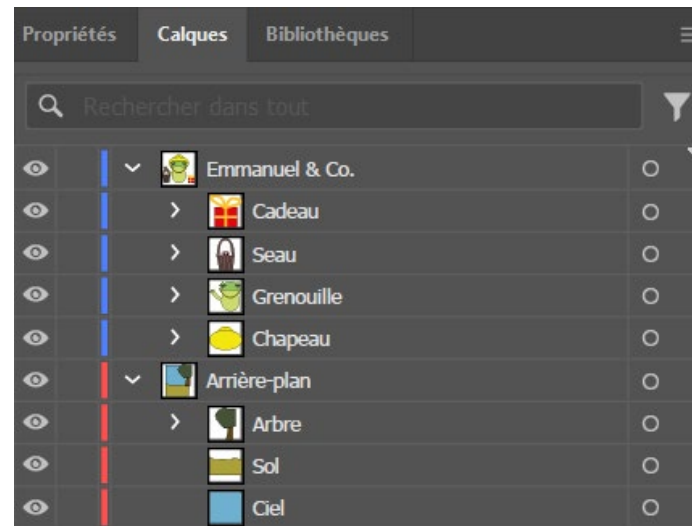 Propriétés Calques Bibliothèques
Rechercher dans tout
Emmanuel & Co.
Cadeau
Seau
Grenouille
Chapeau
Arrière-plan
Arbre
Sol
Ciel